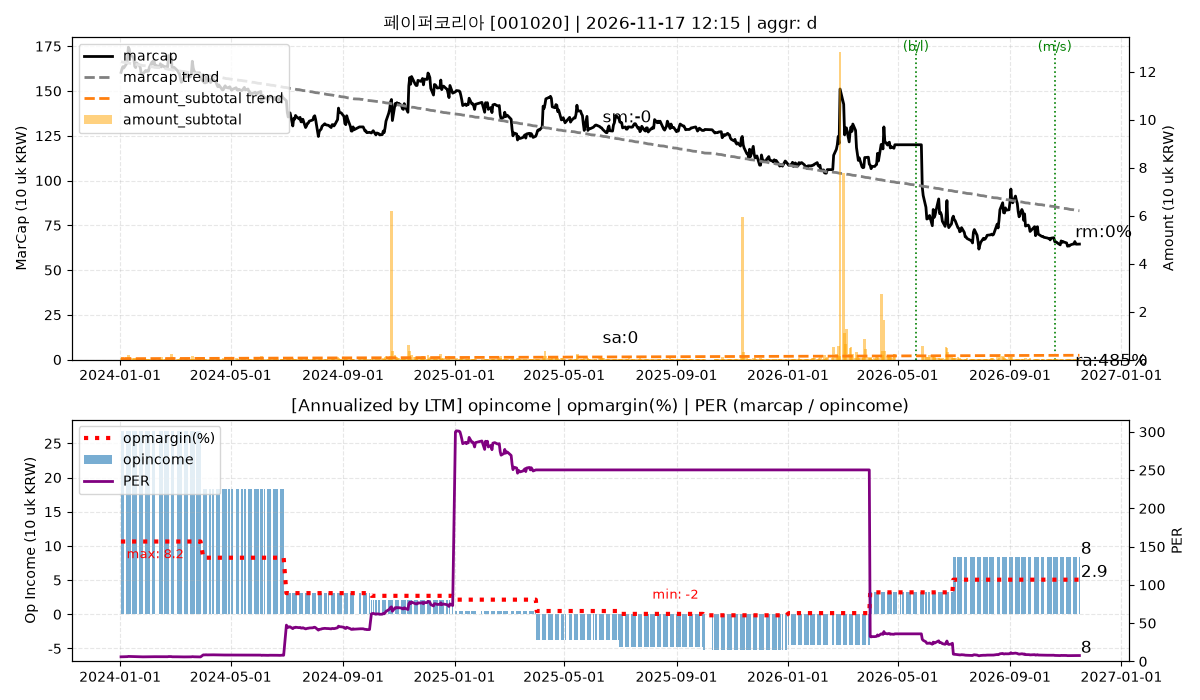 페이퍼코리아 [001020] | 2026-11-17 12:15 | aggr: d
(b/l)
(m/s)
marcap
marcap trend
amount_subtotal trend
amount_subtotal
sm:-0
rm:0%
sa:0
ra:485%
MarCap (10 uk KRW)
175
150
125
100
75
50
25
0
Amount (10 uk KRW)
12
10
8
6
4
2
0
2024-01-01
2024-05-01
2024-09-01
2025-01-01
2025-05-01
2025-09-01
2026-01-01
2026-05-01
2026-09-01
2027-01-01
[Annualized by LTM] opincome | opmargin(%) | PER (marcap / opincome)
opmargin(%)
opincome
PER
max: 8.2
min: -2
8
2.9
8
Op Income (10 uk KRW)
25
20
15
10
5
0
-5
PER
300
250
200
150
100
50
0
2024-01-01
2024-05-01
2024-09-01
2025-01-01
2025-05-01
2025-09-01
2026-01-01
2026-05-01
2026-09-01
2027-01-01